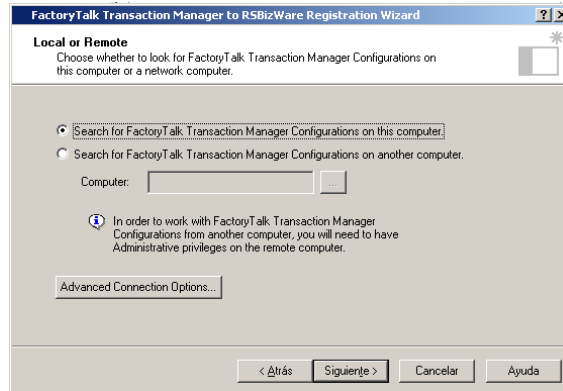 FactoryTalk Transaction Manager to RSBizWare Registration Wizard
Local or Remote
Choose whether to look for FactoryTalk Transaction Manager Configurations on
this computer or a network computer.
Search for FactoryTalk Transaction Manager Configurations on this computer.
Search for FactoryTalk Transaction Manager Configurations on another computer.
Computer:
...
In order to work with FactoryTalk Transaction Manager
Configurations from another computer, you will need to have
Administrative privileges on the remote computer.
Advanced Connection Options...
< Atrás Siguiente > Cancelar Ayuda